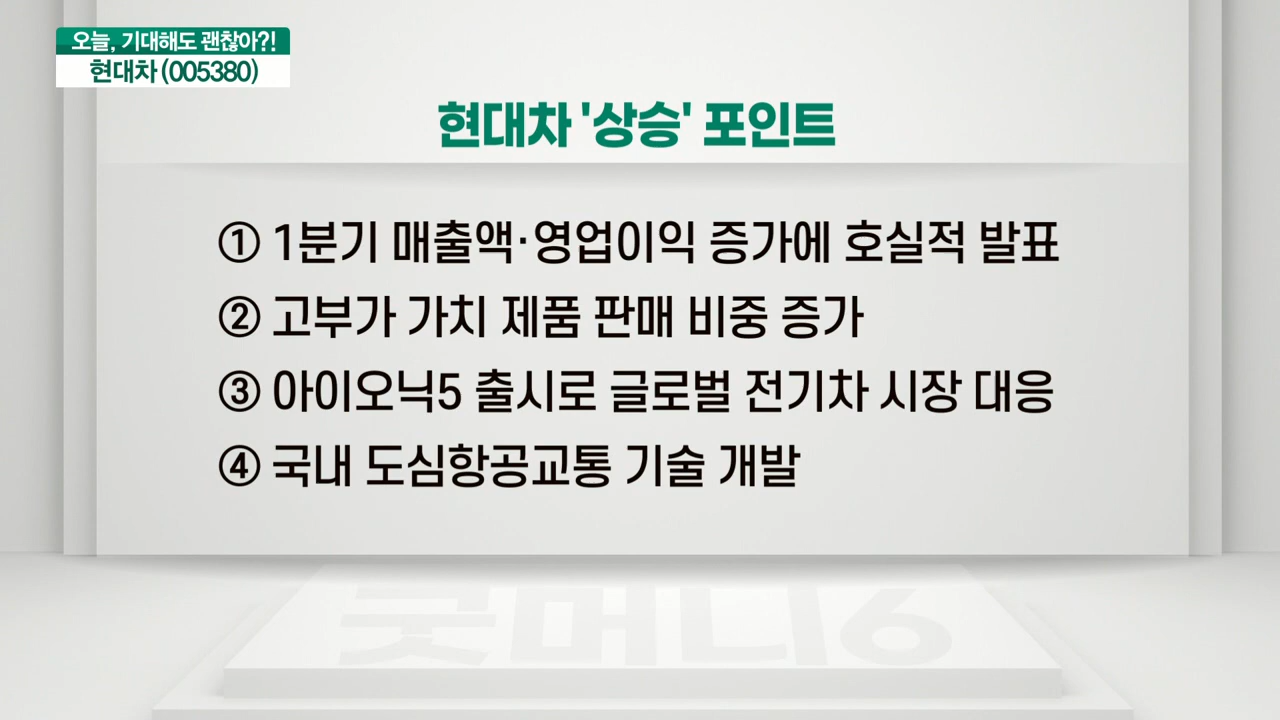 오늘, 기대해도 괜찮아?!
현대차(005380)
현대차 '상승' 포인트
① 1분기 매출액·영업이익 증가에 호실적 발표
② 고부가 가치 제품 판매 비중 증가
③ 아이오닉5 출시로 글로벌 전기차 시장 대응
④ 국내 도심항공교통 기술 개발
굿머니6